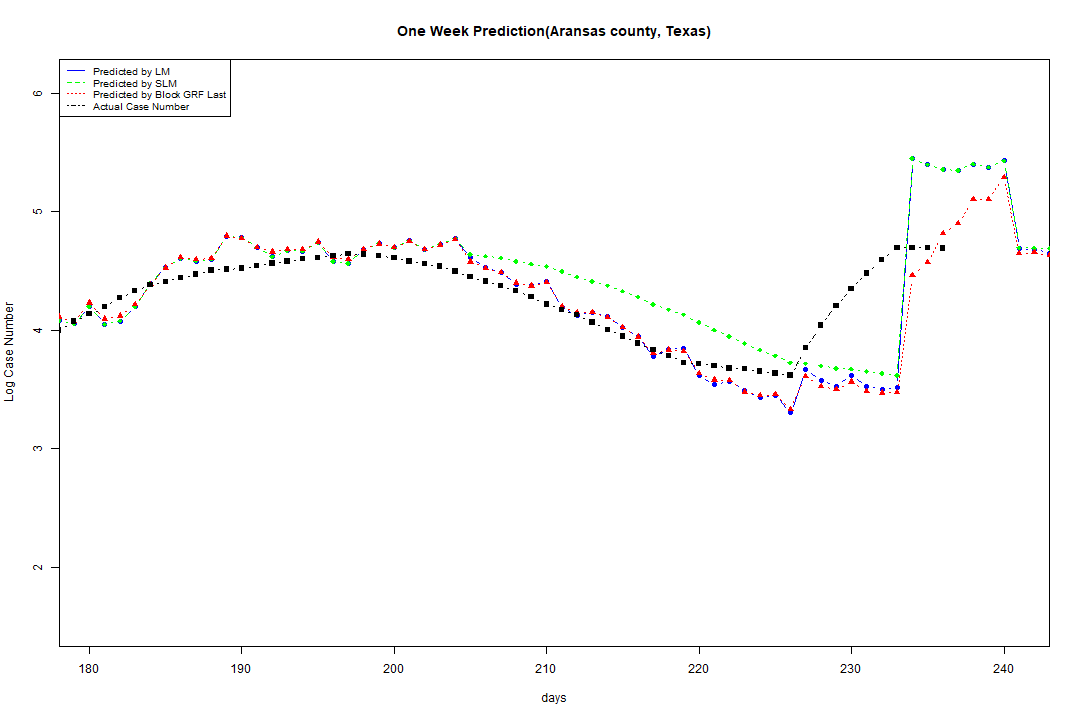 One Week Prediction(Aransas county, Texas)
Predicted by LM
Predicted by SLM
Predicted by Block GRF Last
Actual Case Number
6
5
4
3
2
Log Case Number
180 190 200 210 220 230 240
days